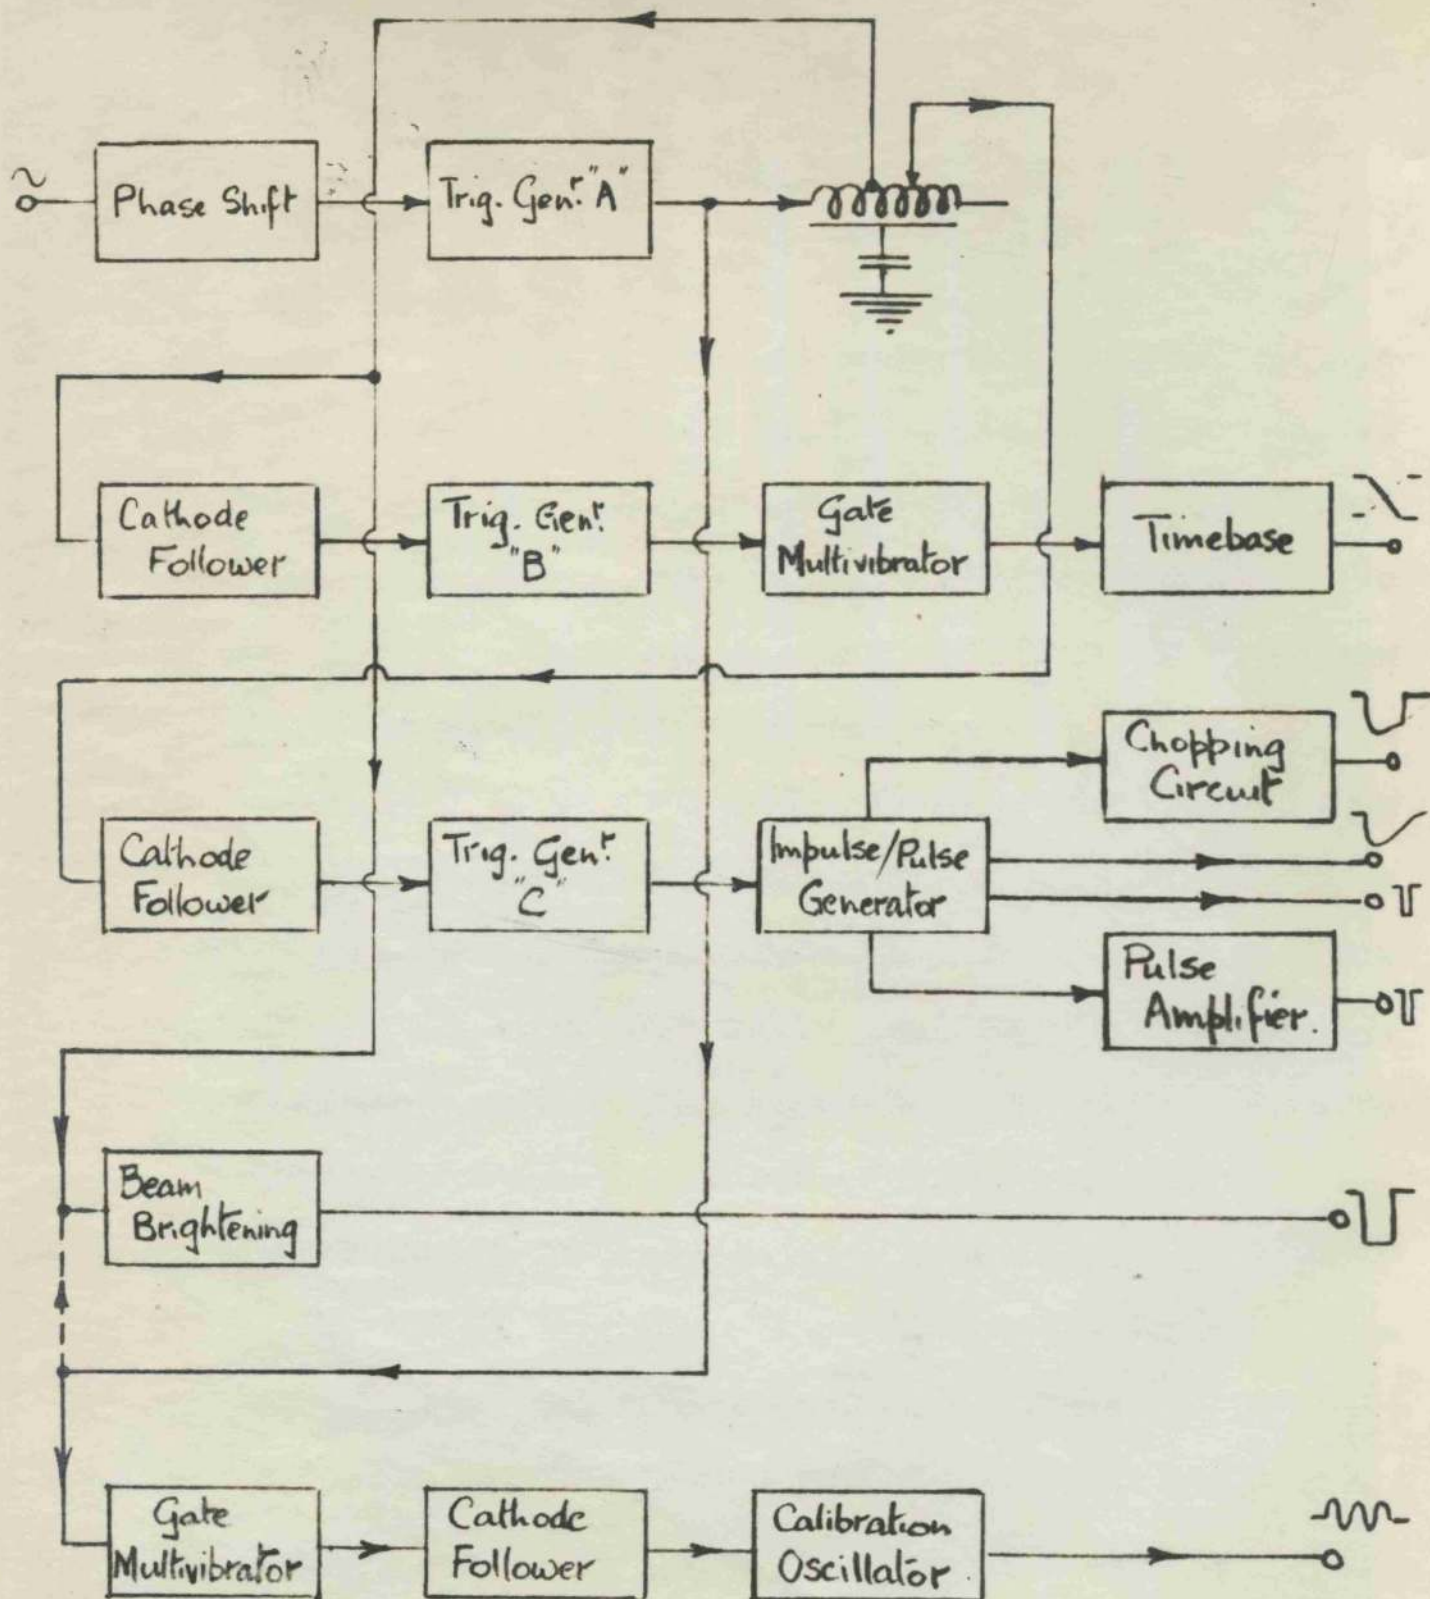 Phase Shift
Trig. Genr. "A"
Cathode
Follower
Trig. Genr.
"B"
Gate
Multivibrator
Timebase
Chopping
Circuit
Cathode
Follower
Trig. Genr.
"C"
Impulse/Pulse
Generator
Pulse
Amplifier.
Beam
Brightening
Gate
Multivibrator
Cathode
Follower
Calibration
Oscillator